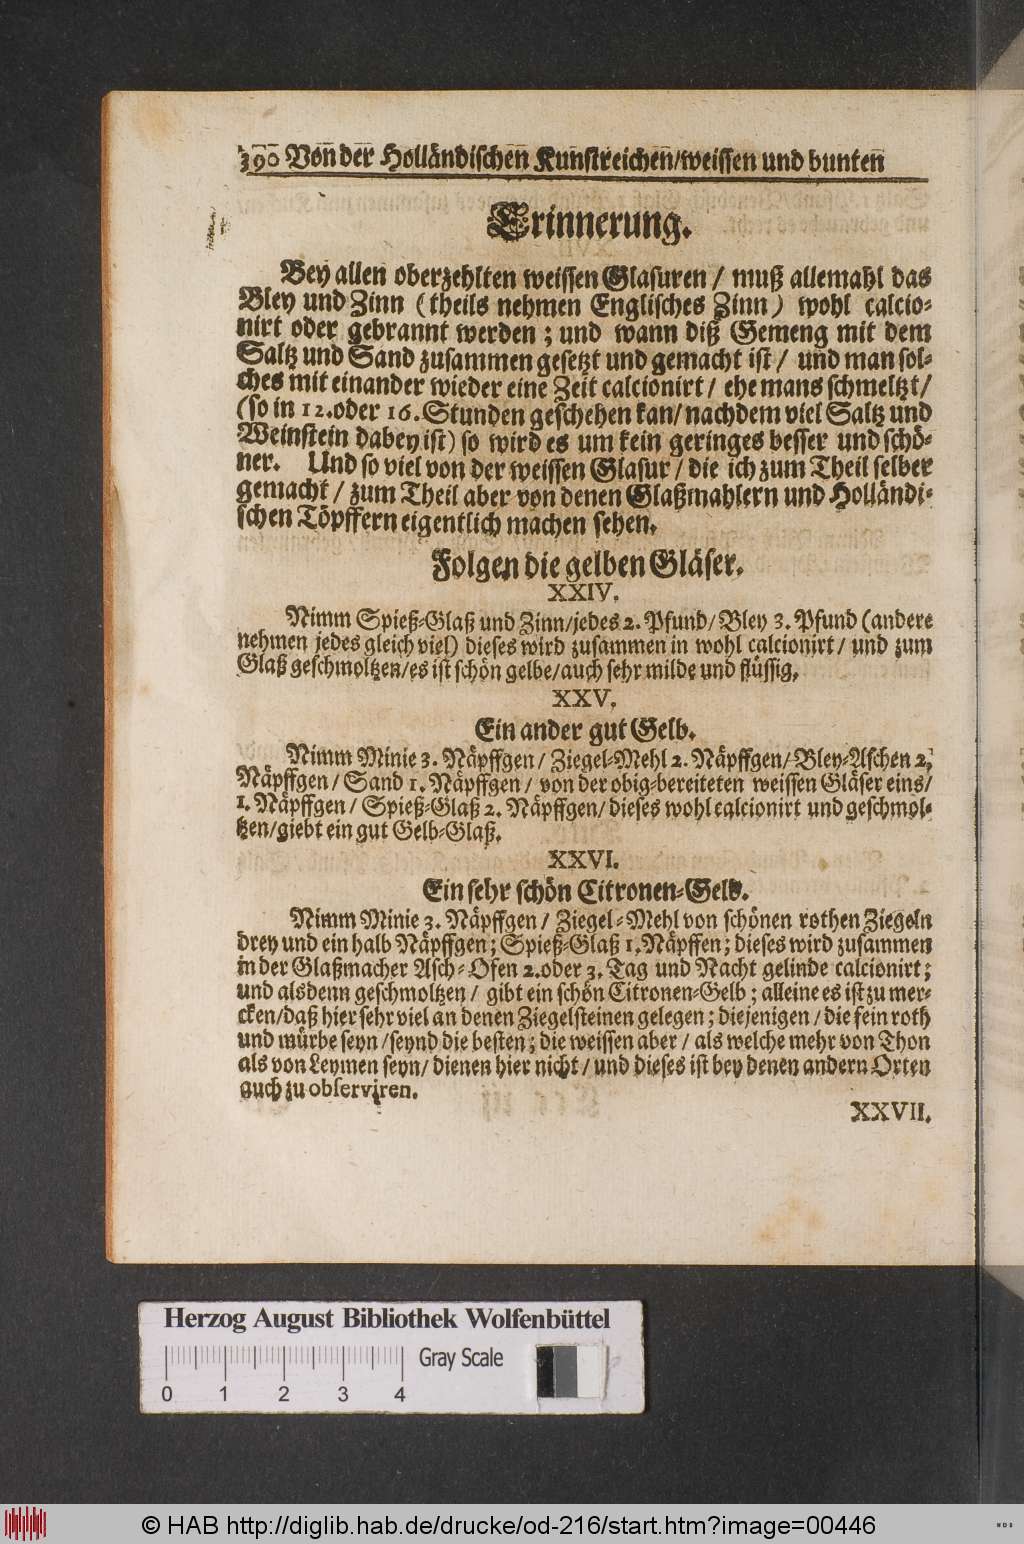 390 Von der Holländischen Kunstreichen/weissen und bunten
Erinnerung.
Bey allen oberzehlten weissen Glasuren / muß allemahl das
Bley und Zinn (theils nehmen Englisches Zinn) wohl calcio-
nirt oder gebrannt werden; und wann diß Gemeng mit dem
Saltz und Sand zusammen gesetzt und gemacht ist / und man sol-
ches mit einander wieder eine Zeit calcionirt / ehe mans schmeltzt/
(so in 12. oder 16. Stunden geschehen kan/ nachdem viel Saltz und
Weinstein dabey ist) so wird es um kein geringes besser und schö-
ner. Und so viel von der weissen Glasur / die ich zum Theil selber
gemacht / zum Theil aber von denen Glaßmahlern und Holländi-
schen Töpffern eigentlich machen sehen.
Folgen die gelben Gläser.
XXIV.
Nimm Spieß-Glaß und Zinn/jedes 2. Pfund/ Bley 3. Pfund (andere
nehmen jedes gleich viel) dieses wird zusammen in wohl calcionirt / und zum
Glaß geschmoltzen/es ist schön gelbe/auch sehr milde und flüssig.
XXV.
Ein ander gut Gelb.
Nimm Minie 3. Näpffgen / Ziegel-Mehl 2. Näpffgen/ Bley-Aschen 2.
Näpffgen / Sand 1. Näpffgen / von der obig-bereiteten weissen Gläser eins/
1. Näpffgen / Spieß-Glaß 2. Näpffgen/ dieses wohl calcionirt und geschmol-
tzen/giebt ein gut Gelb-Glaß.
XXVI.
Ein sehr schön Citronen-Gelb.
Nimm Minie 3. Näpffgen / Ziegel-Mehl von schönen rothen Ziegeln
drey und ein halb Näpffgen; Spieß-Glaß 1. Näpffen; dieses wird zusammen
in der Glaßmacher Asch-Ofen 2. oder 3. Tag und Nacht gelinde calcionirt;
und alsdenn geschmoltzen / gibt ein schön Citronen-Gelb; alleine es ist zu mer-
cken/daß hier sehr viel an denen Ziegelsteinen gelegen; diejenigen / die fein roth
und mürbe seyn /seynd die besten; die weissen aber / als welche mehr von Thon
als von Leymen seyn/ dienen hier nicht / und dieses ist bey denen andern Orten
auch zu observiren.
XXVII.
Herzog August Bibliothek Wolfenbüttel
Gray Scale
0 1 2 3 4
© HAB http://diglib.hab.de/drucke/od-216/start.htm?image=00446